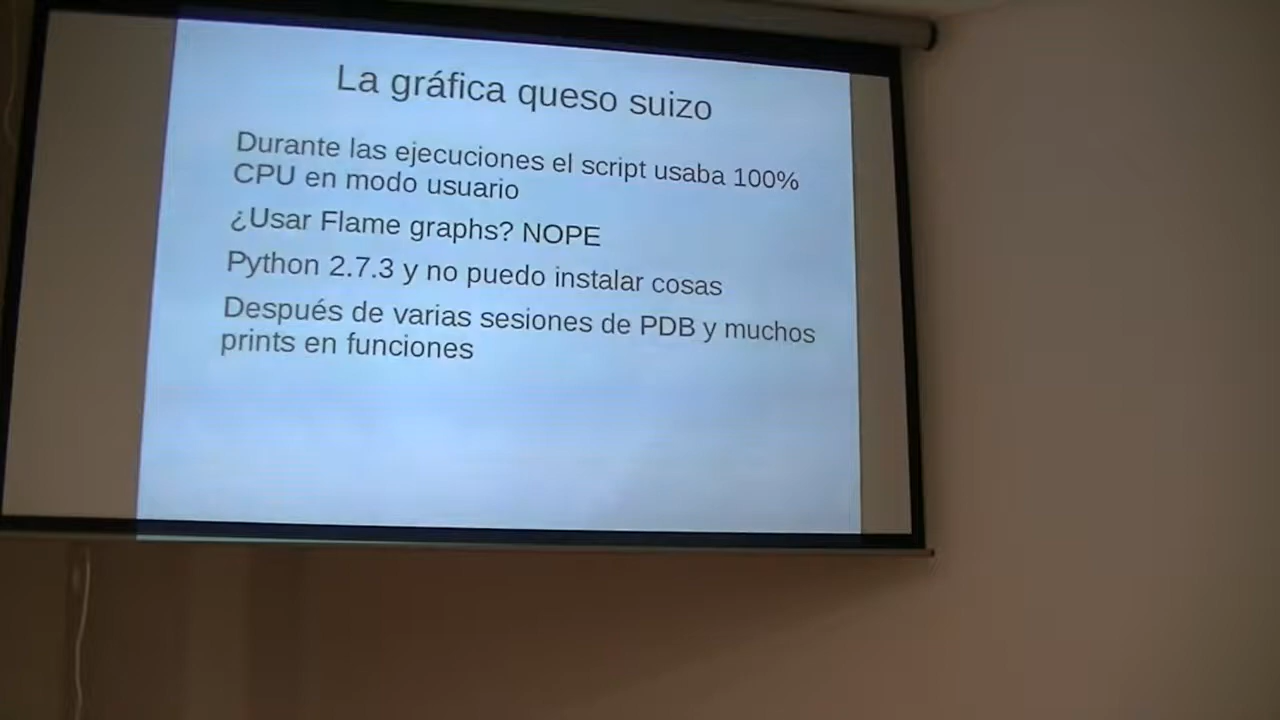 La gráfica queso suizo
Durante las ejecuciones el script usaba 100%
CPU en modo usuario
¿Usar Flame graphs? NOPE
Python 2.7.3 y no puedo instalar cosas
Después de varias sesiones de PDB y muchos
prints en funciones